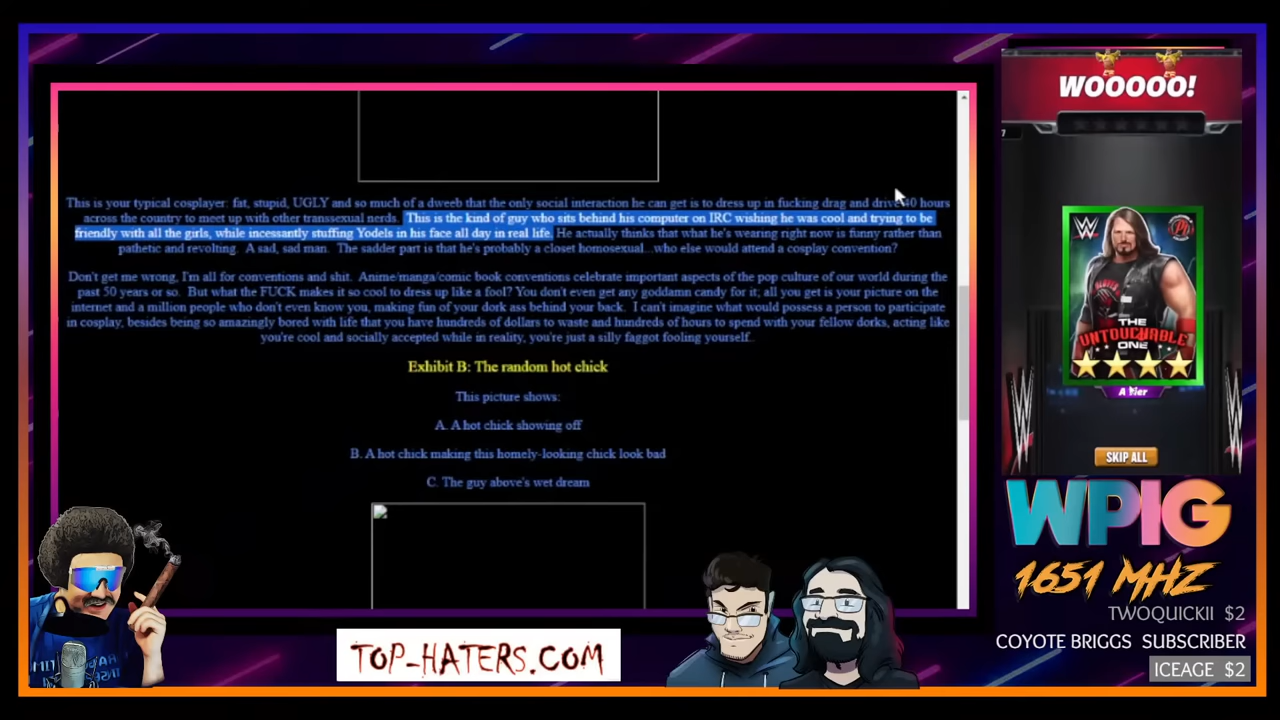 This is your typical cosplayer: fat, stupid, UGLY and so much of a dweeb that the only social interaction he can get is to dress up in fucking drag and drive 40 hours
across the country to meet up with other transsexual nerds. This is the kind of guy who sits behind his computer on IRC wishing he was cool and trying to be
friendly with all the girls, while incessantly stuffing Yodels in his face all day in real life. He actually thinks that what he's wearing right now is funny rather than
pathetic and revolting. A sad, sad man. The sadder part is that he's probably a closet homosexual...who else would attend a cosplay convention?
Don't get me wrong, I'm all for conventions and shit. Anime/manga/comic book conventions celebrate important aspects of the pop culture of our world during the
past 50 years or so. But what the FUCK makes it so cool to dress up like a fool? You don't even get any goddamn candy for it; all you get is your picture on the
internet and a million people who don't even know you, making fun of your dork ass behind your back. I can't imagine what would possess a person to participate
in cosplay, besides being so amazingly bored with life that you have hundreds of dollars to waste and hundreds of hours to spend with your fellow dorks, acting like
you're cool and socially accepted while in reality, you're just a silly faggot fooling yourself..
Exhibit B: The random hot chick
This picture shows:
A. A hot chick showing off
B. A hot chick making this homely-looking chick look bad
C. The guy above's wet dream
WOOOOO!
THE
UNTOUCHABLE
ONE
A Tier
SKIP ALL
WPIG
1651 MHZ
TWOQUICKII $2
COYOTE BRIGGS SUBSCRIBER
ICEAGE $2
TOP-HATERS.COM